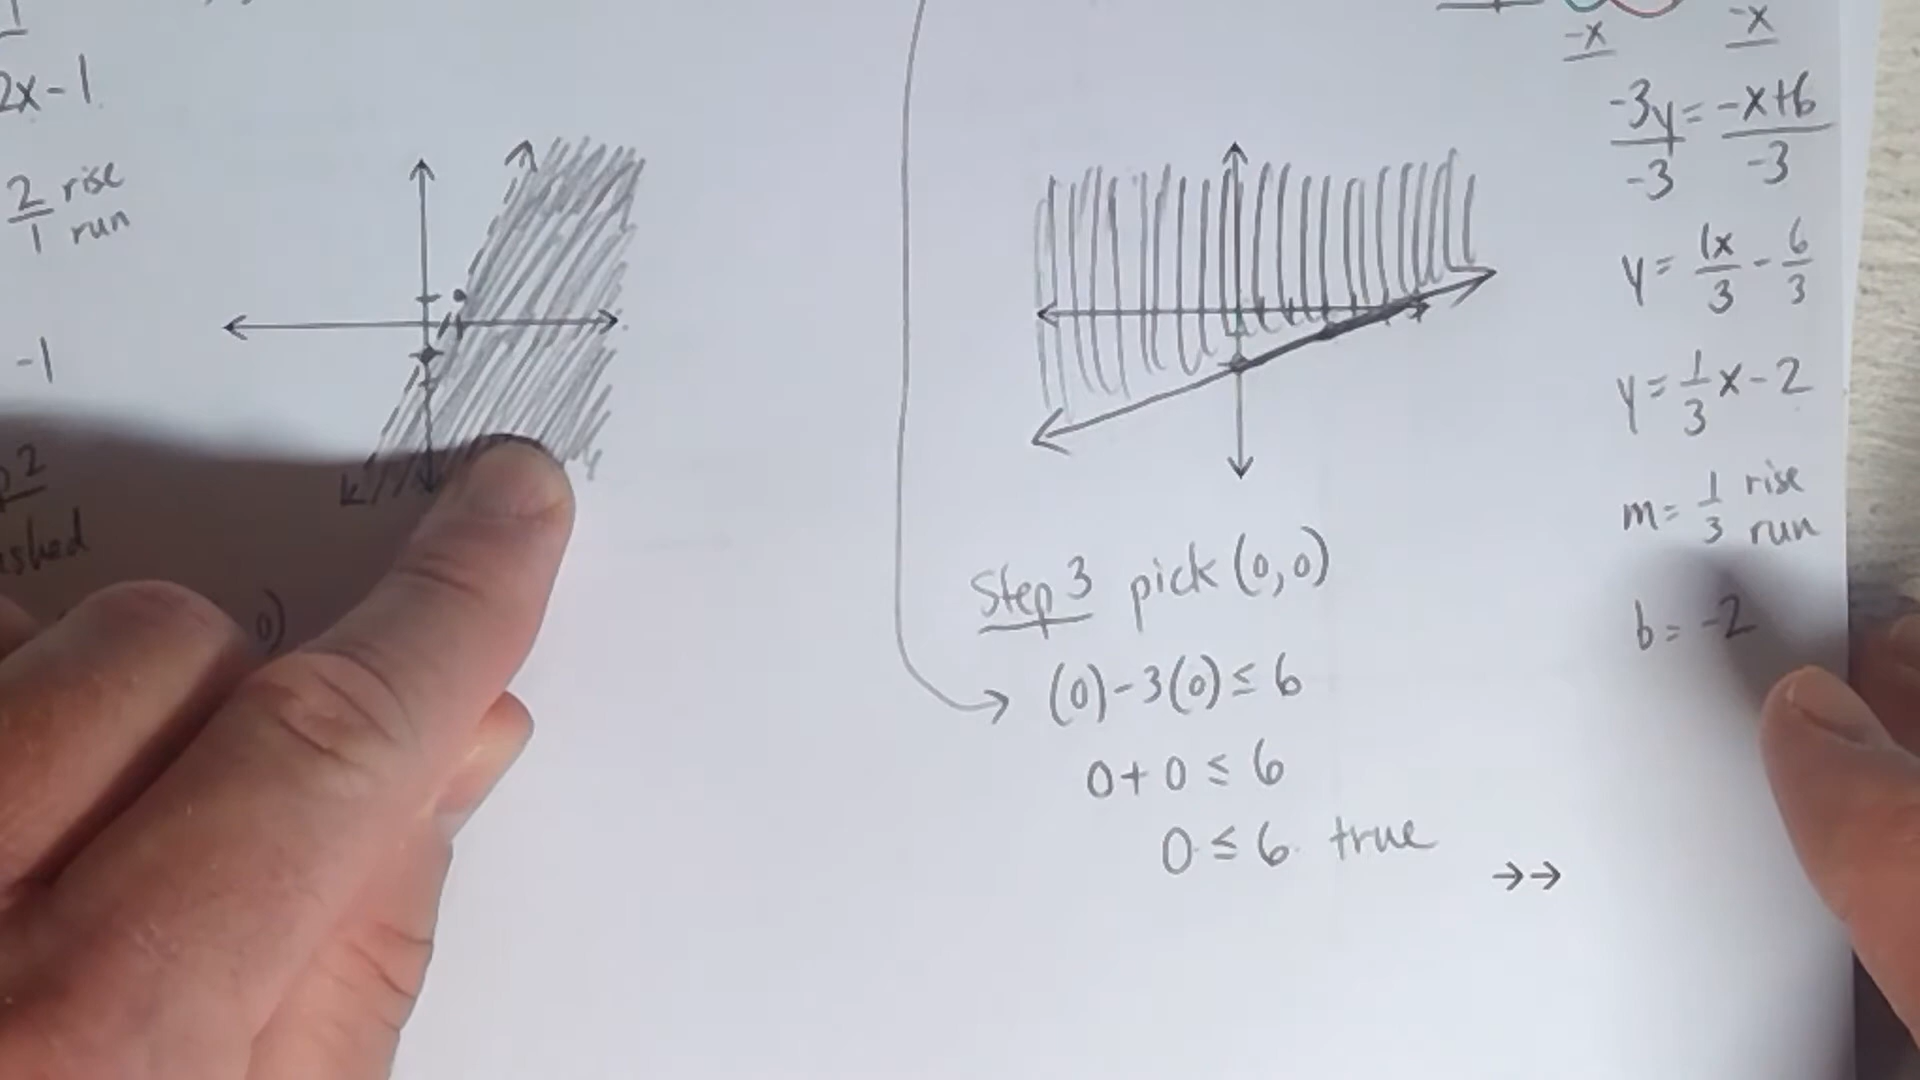 2x-1
2/1 rise
run
-1
2
0)
-x -x
-3y = -x+6
-3 -3
y = 1x/3 - 6/3
y = 1/3 x - 2
m = 1/3 rise
run
b = -2
Step 3 pick (0,0)
(0)-3(0) ≤ 6
0+0 ≤ 6
0 ≤ 6 true
→→